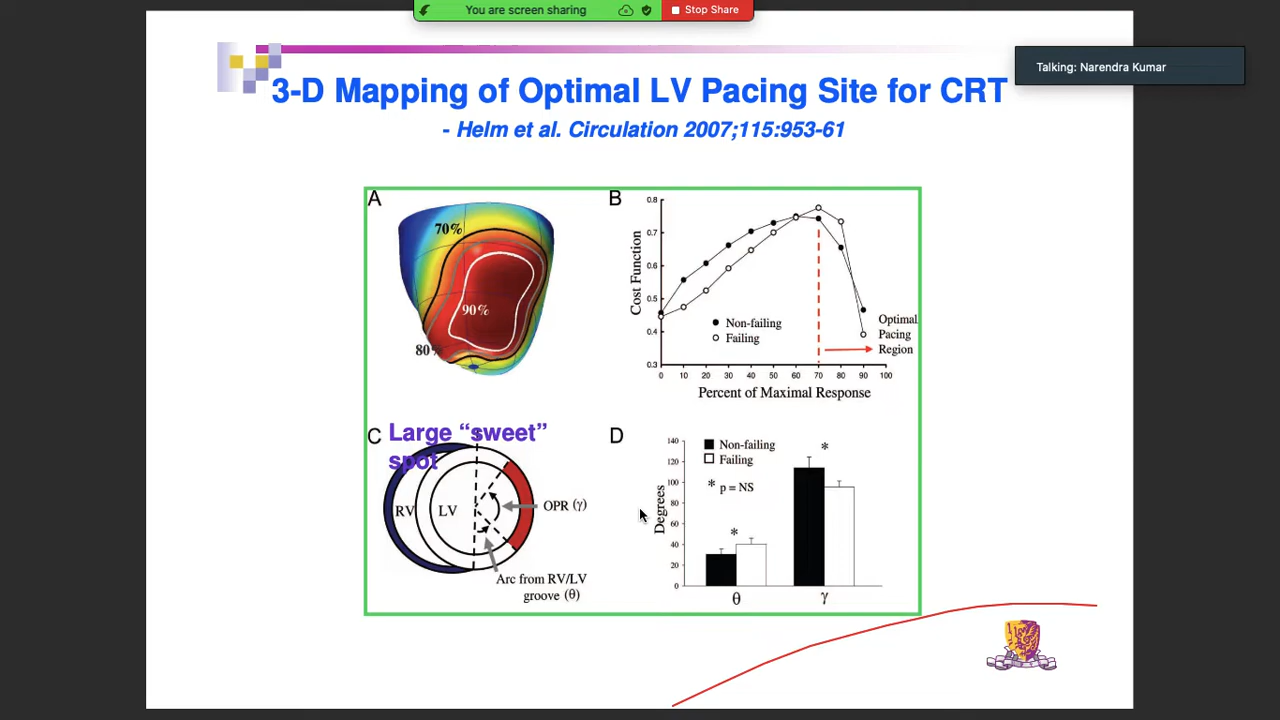 You are screen sharing
Stop Share
Talking: Narendra Kumar
3-D Mapping of Optimal LV Pacing Site for CRT
- Helm et al. Circulation 2007;115:953-61
A
70%
90%
80%
B
Cost Function
0.8
0.7
0.6
0.5
0.4
0.3
Non-failing
Failing
Optimal
Pacing
Region
0 10 20 30 40 50 60 70 80 90 100
Percent of Maximal Response
C
Large “sweet”
spot
RV
LV
OPR (γ)
Arc from RV/LV
groove (θ)
D
Degrees
140
120
100
80
60
40
20
0
Non-failing
Failing
* p = NS
*
*
θ
γ